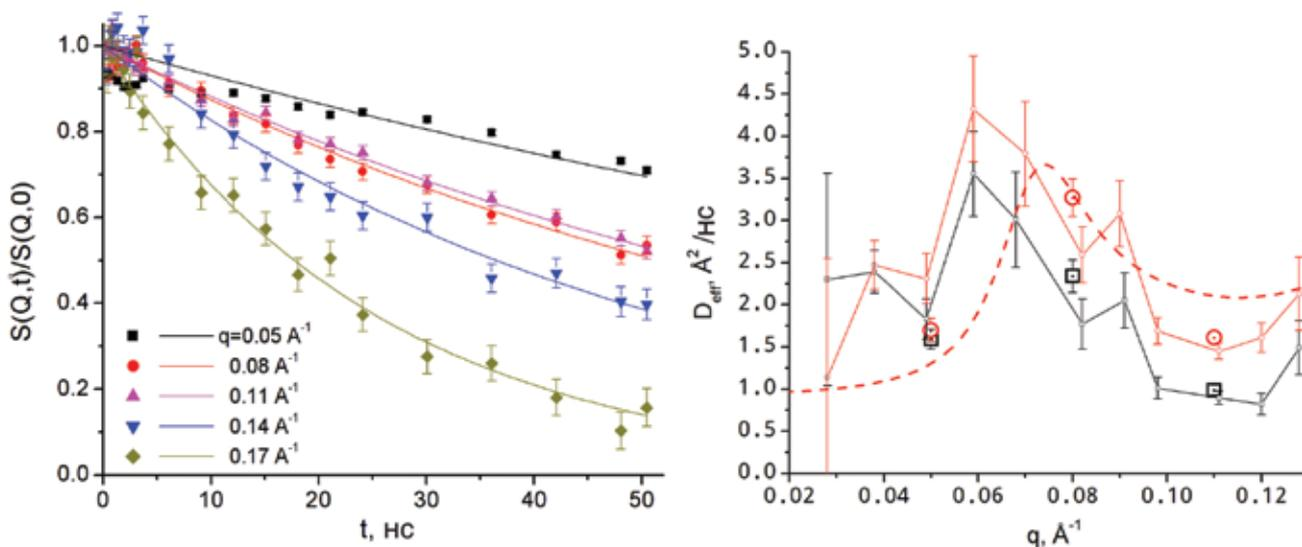 S(Q,t)/S(Q,0)
1.0
0.8
0.6
0.4
0.2
0.0
q=0.05 A⁻¹
0.08 A⁻¹
0.11 A⁻¹
0.14 A⁻¹
0.17 A⁻¹
0 10 20 30 40 50
t, нс
D_eff, Å²/нс
5.0
4.5
4.0
3.5
3.0
2.5
2.0
1.5
1.0
0.5
0
0.02 0.04 0.06 0.08 0.10 0.12
q, Å⁻¹